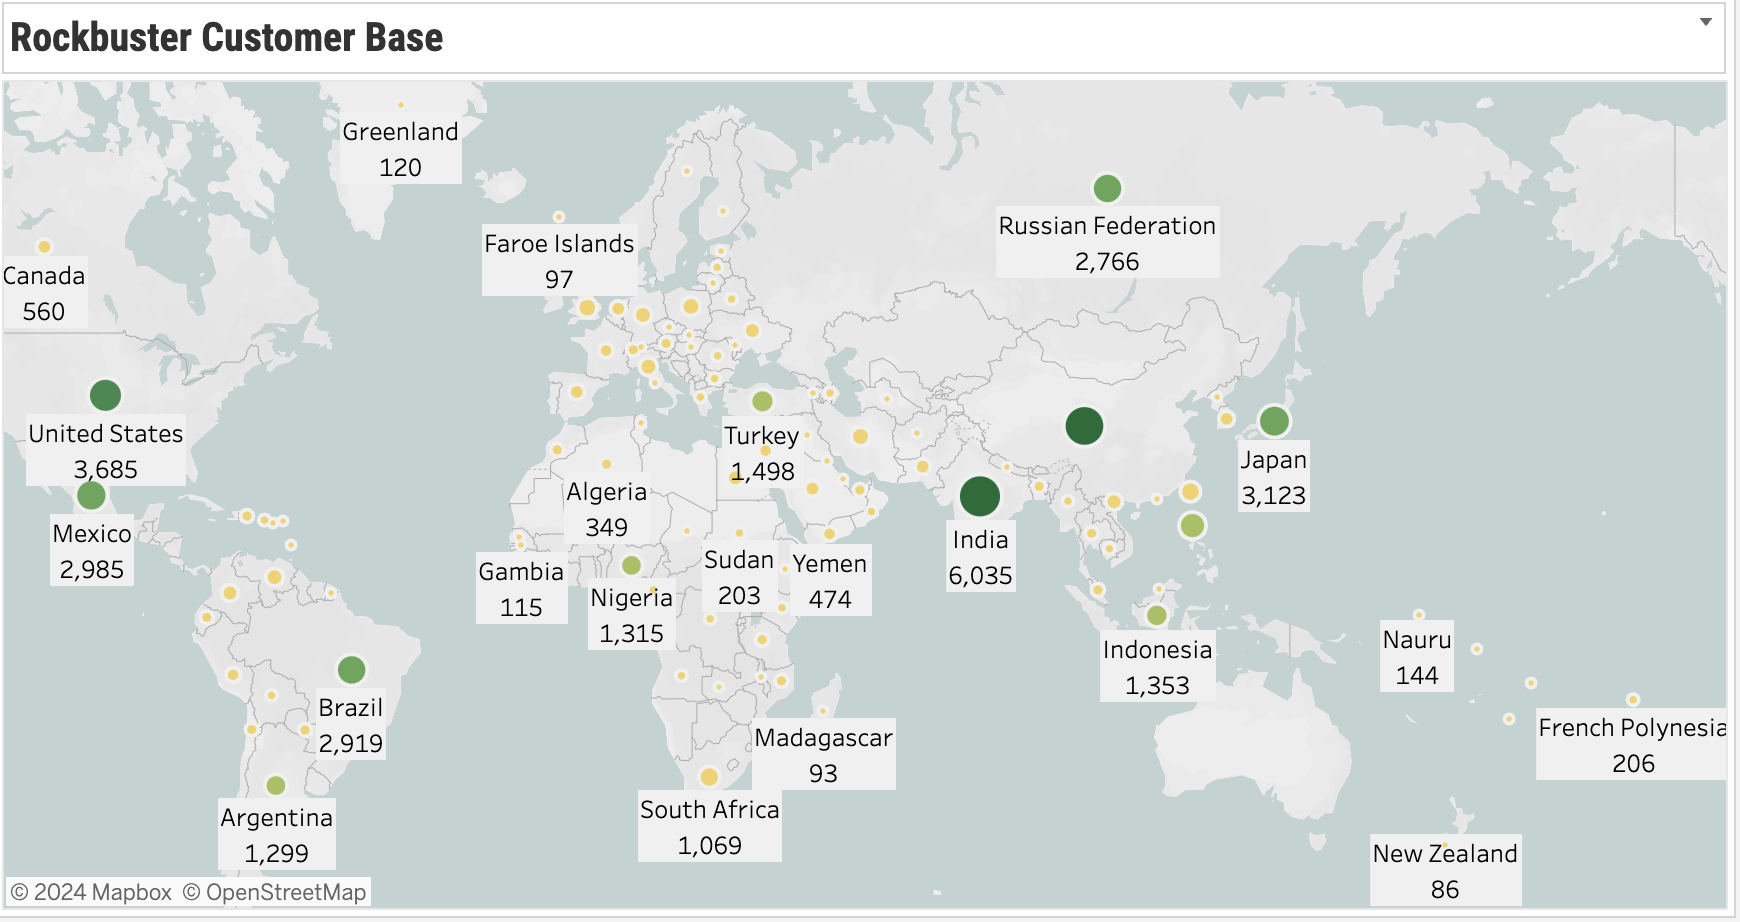 Rockbuster Customer Base
Greenland
120
Faroe Islands
97
Russian Federation
2,766
Canada
560
United States
3,685
Mexico
2,985
Turkey
1,498
Japan
3,123
Algeria
349
Gambia
115
Nigeria
1,315
Sudan
203
Yemen
474
India
6,035
Indonesia
1,353
Nauru
144
French Polynesia
206
Brazil
2,919
Madagascar
93
Argentina
1,299
South Africa
1,069
New Zealand
86
© 2024 Mapbox © OpenStreetMap